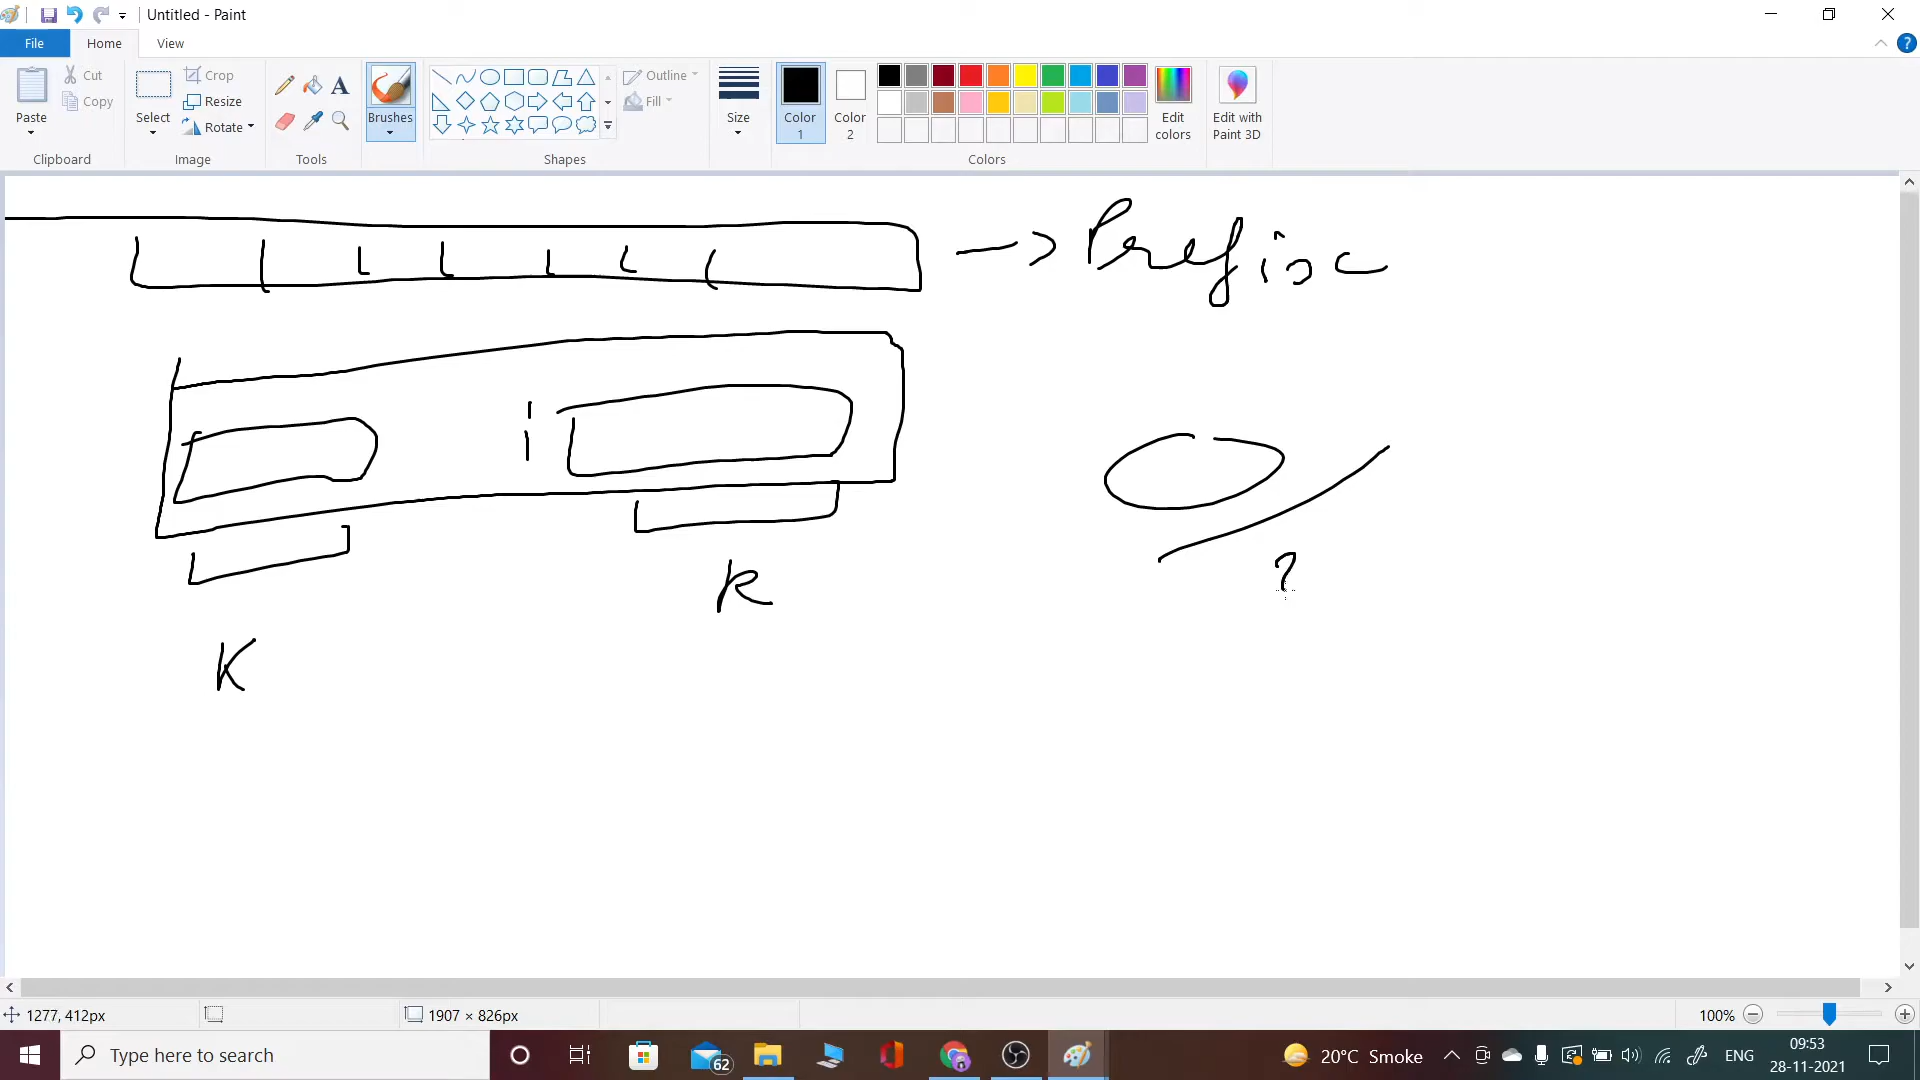 Untitled - Paint
File Home View
Cut
Copy
Paste
Clipboard
Crop
Resize
Rotate
Select
Image
Tools
Brushes
Outline
Fill
Shapes
Size
Color 1
Color 2
Edit colors
Edit with Paint 3D
Colors
Prefix
i
K
K
?
1277, 412px
1907 × 826px
100%
Type here to search
62
20°C Smoke
ENG
09:53
28-11-2021